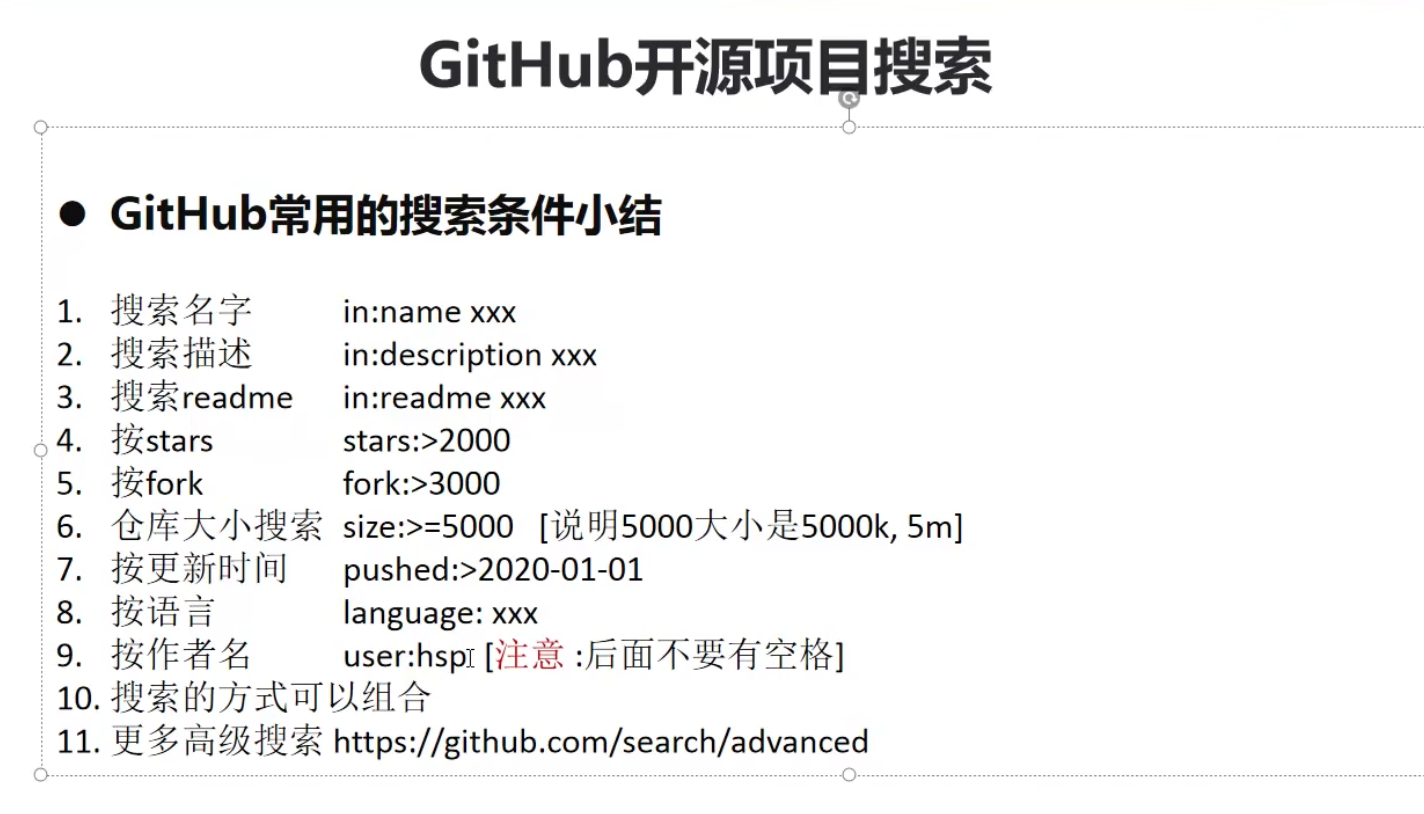 GitHub开源项目搜索
● GitHub常用的搜索条件小结
1. 搜索名字 in:name xxx
2. 搜索描述 in:description xxx
3. 搜索readme in:readme xxx
4. 按stars stars:>2000
5. 按fork fork:>3000
6. 仓库大小搜索 size:>=5000 [说明5000大小是5000k, 5m]
7. 按更新时间 pushed:>2020-01-01
8. 按语言 language: xxx
9. 按作者名 user:hsp [注意 :后面不要有空格]
10. 搜索的方式可以组合
11. 更多高级搜索 https://github.com/search/advanced